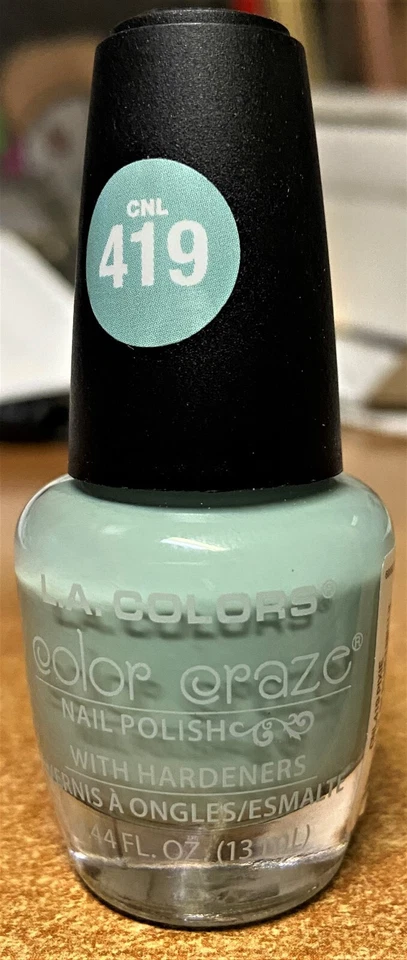 CNL
419
L.A. COLORS®
color craze®
NAIL POLISH
WITH HARDENERS
VERNIS À ONGLES/ESMALTE
.44 FL. OZ. (13 mL)